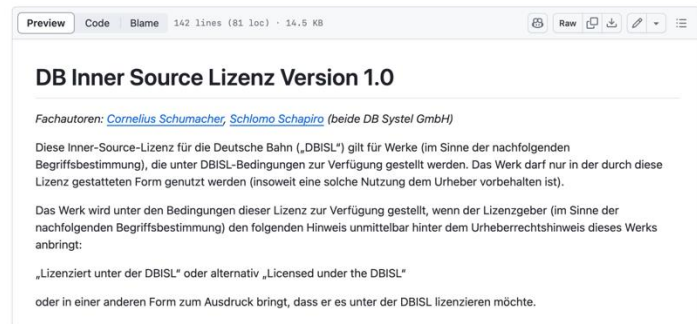 Preview Code Blame 142 lines (81 loc) · 14.5 KB Raw
DB Inner Source Lizenz Version 1.0
Fachautoren: Cornelius Schumacher, Schlomo Schapiro (beide DB Systel GmbH)
Diese Inner-Source-Lizenz für die Deutsche Bahn („DBISL“) gilt für Werke (im Sinne der nachfolgenden
Begriffsbestimmung), die unter DBISL-Bedingungen zur Verfügung gestellt werden. Das Werk darf nur in der durch diese
Lizenz gestatteten Form genutzt werden (insoweit eine solche Nutzung dem Urheber vorbehalten ist).
Das Werk wird unter den Bedingungen dieser Lizenz zur Verfügung gestellt, wenn der Lizenzgeber (im Sinne der
nachfolgenden Begriffsbestimmung) den folgenden Hinweis unmittelbar hinter dem Urheberrechtshinweis dieses Werks
anbringt:
„Lizenziert unter der DBISL“ oder alternativ „Licensed under the DBISL“
oder in einer anderen Form zum Ausdruck bringt, dass er es unter der DBISL lizenzieren möchte.